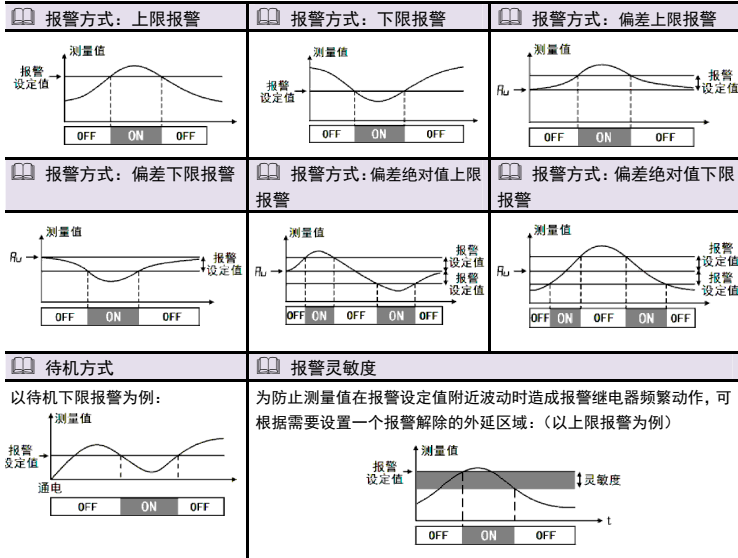 报警方式：上限报警
报警方式：下限报警
报警方式：偏差上限报警
测量值
报警
设定值
OFF ON OFF
测量值
报警
设定值
OFF ON OFF
测量值
报警
设定值
OFF ON OFF
报警方式：偏差下限报警
报警方式：偏差绝对值上限
报警
报警方式：偏差绝对值下限
报警
测量值
报警
设定值
OFF ON OFF
测量值
报警
设定值
报警
设定值
OFF ON OFF ON OFF
测量值
报警
设定值
报警
设定值
OFF ON OFF ON OFF
待机方式
报警灵敏度
以待机下限报警为例：
测量值
报警
设定值
通电
OFF ON OFF
为防止测量值在报警设定值附近波动时造成报警继电器频繁动作，可
根据需要设置一个报警解除的外延区域：（以上限报警为例）
测量值
报警
设定值
灵敏度
t
OFF ON OFF